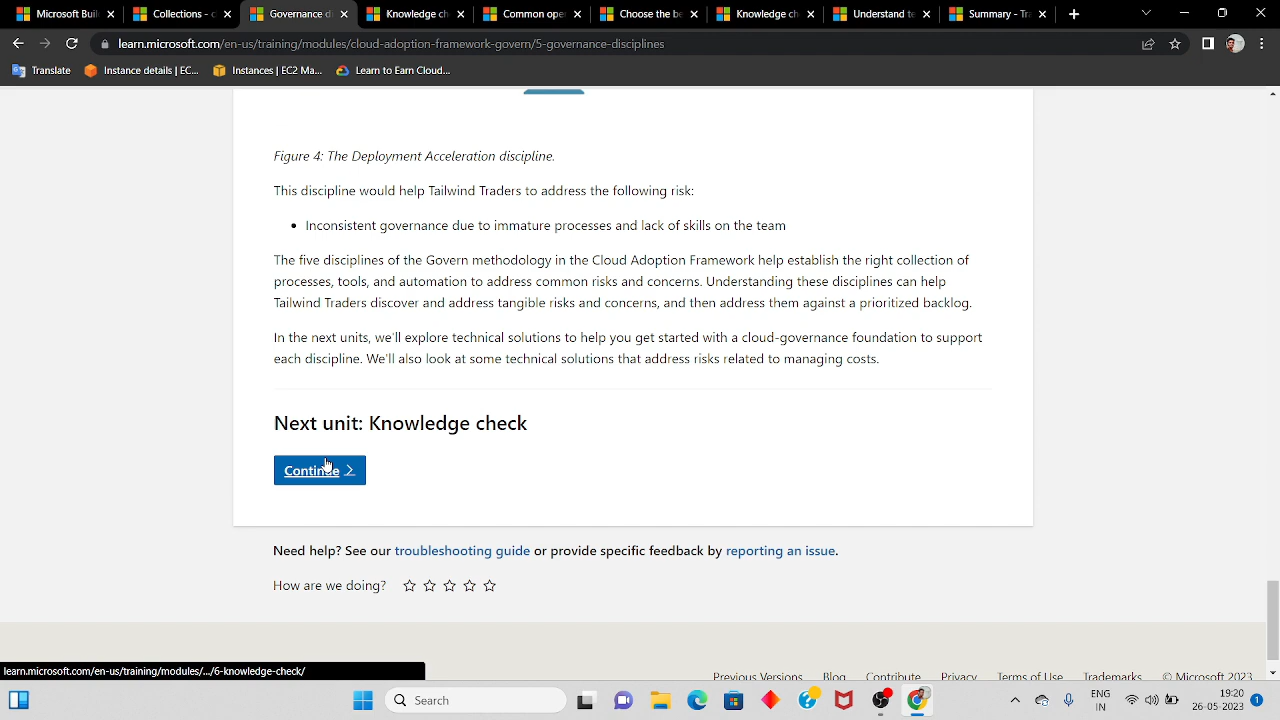 Microsoft Buil
Collections - c
Governance di
Knowledge ch
Common ope
Choose the be
Knowledge ch
Understand te
Summary - Tra
learn.microsoft.com/en-us/training/modules/cloud-adoption-framework-govern/5-governance-disciplines
Translate
Instance details | EC...
Instances | EC2 Ma...
Learn to Earn Cloud...
Figure 4: The Deployment Acceleration discipline.
This discipline would help Tailwind Traders to address the following risk:
• Inconsistent governance due to immature processes and lack of skills on the team
The five disciplines of the Govern methodology in the Cloud Adoption Framework help establish the right collection of
processes, tools, and automation to address common risks and concerns. Understanding these disciplines can help
Tailwind Traders discover and address tangible risks and concerns, and then address them against a prioritized backlog.
In the next units, we'll explore technical solutions to help you get started with a cloud-governance foundation to support
each discipline. We'll also look at some technical solutions that address risks related to managing costs.
Next unit: Knowledge check
Continue
Need help? See our troubleshooting guide or provide specific feedback by reporting an issue.
How are we doing?
learn.microsoft.com/en-us/training/modules/.../6-knowledge-check/
Previous Versions Blog Contribute Privacy Terms of Use Trademarks © Microsoft 2023
Search
ENG
IN
19:20
26-05-2023
1